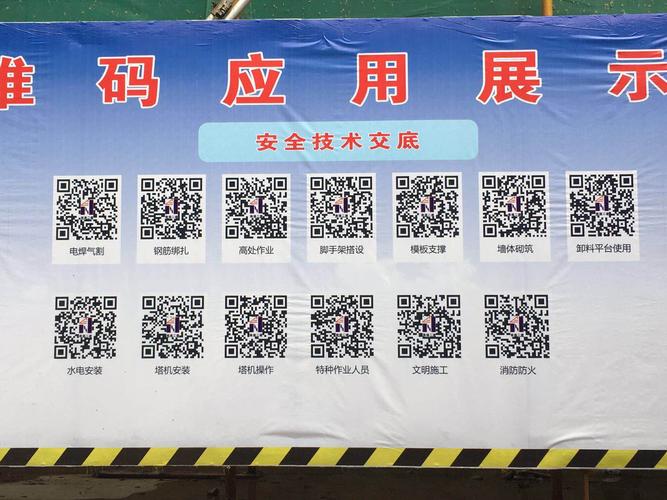 维码应用展示
安全技术交底
电焊气割 钢筋绑扎 高处作业 脚手架搭设 模板支撑 墙体砌筑 卸料平台使用
水电安装 塔机安装 塔机操作 特种作业人员 文明施工 消防防火